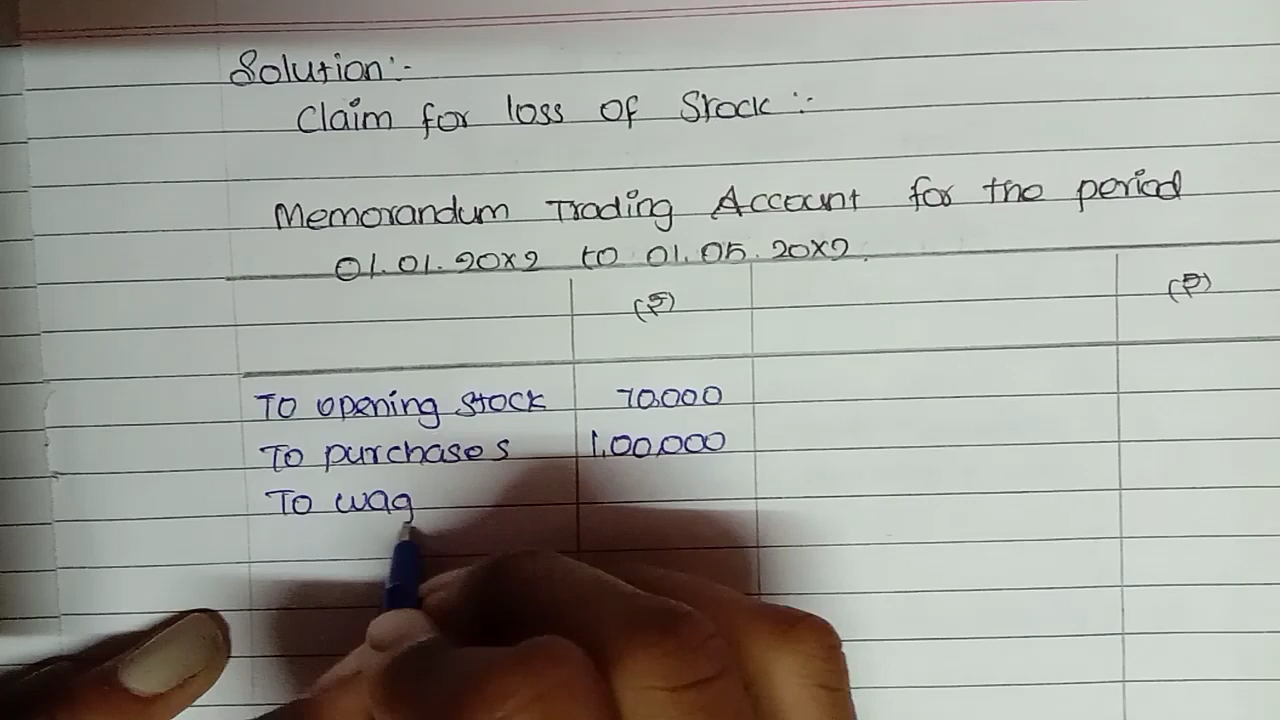 Solution:-
Claim for loss of Stock:-
Memorandum Trading Account for the period
01.01.20x2 to 01.05.20x2.
(₹) (₹)
To opening stock 70,000
To purchases 1,00,000
To wag